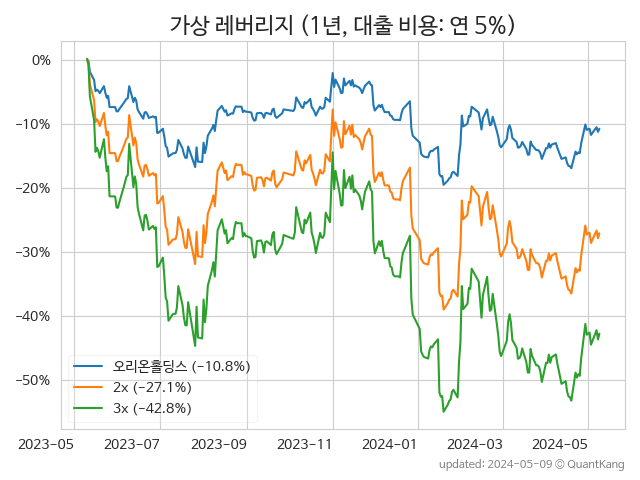 가상 레버리지 (1년, 대출 비용: 연 5%)
0%
−10%
−20%
−30%
−40%
−50%
오리온홀딩스 (−10.8%)
2x (−27.1%)
3x (−42.8%)
2023-05 2023-07 2023-09 2023-11 2024-01 2024-03 2024-05
updated: 2024-05-09 © QuantKang